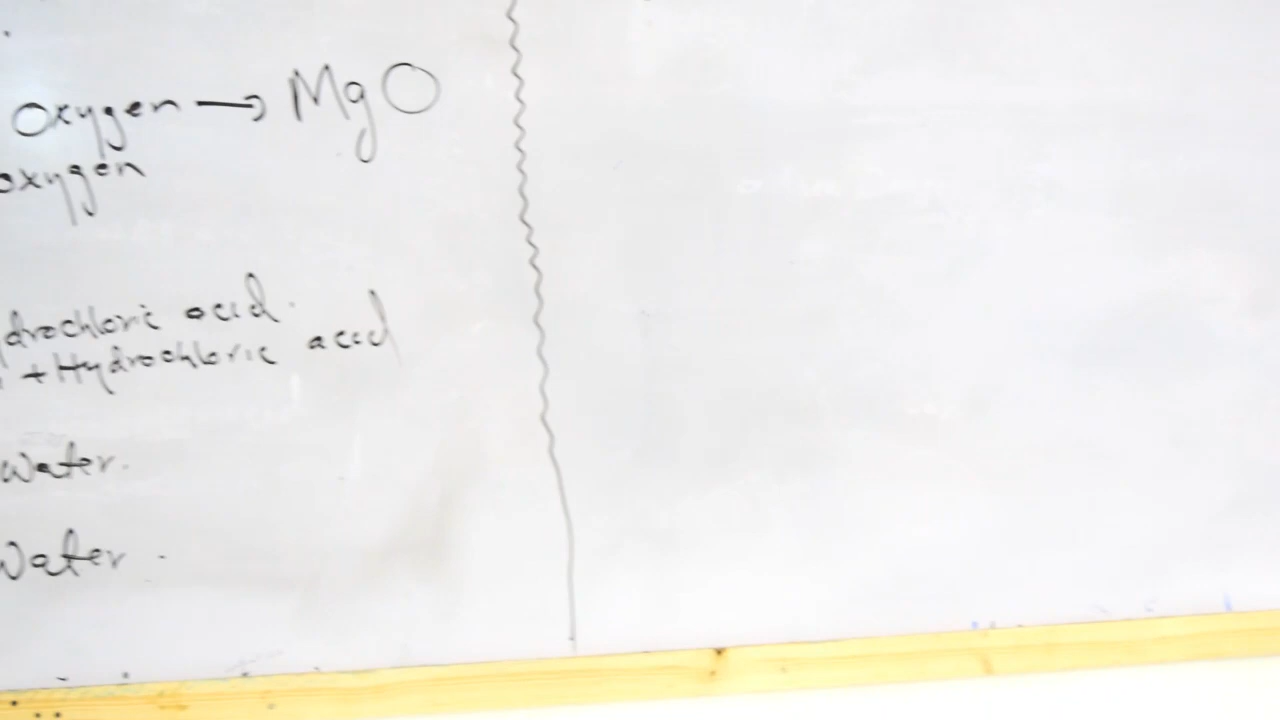 Oxygen → MgO
oxygen
drochloric acid.
+ Hydrochloric acid
Water.
Water.